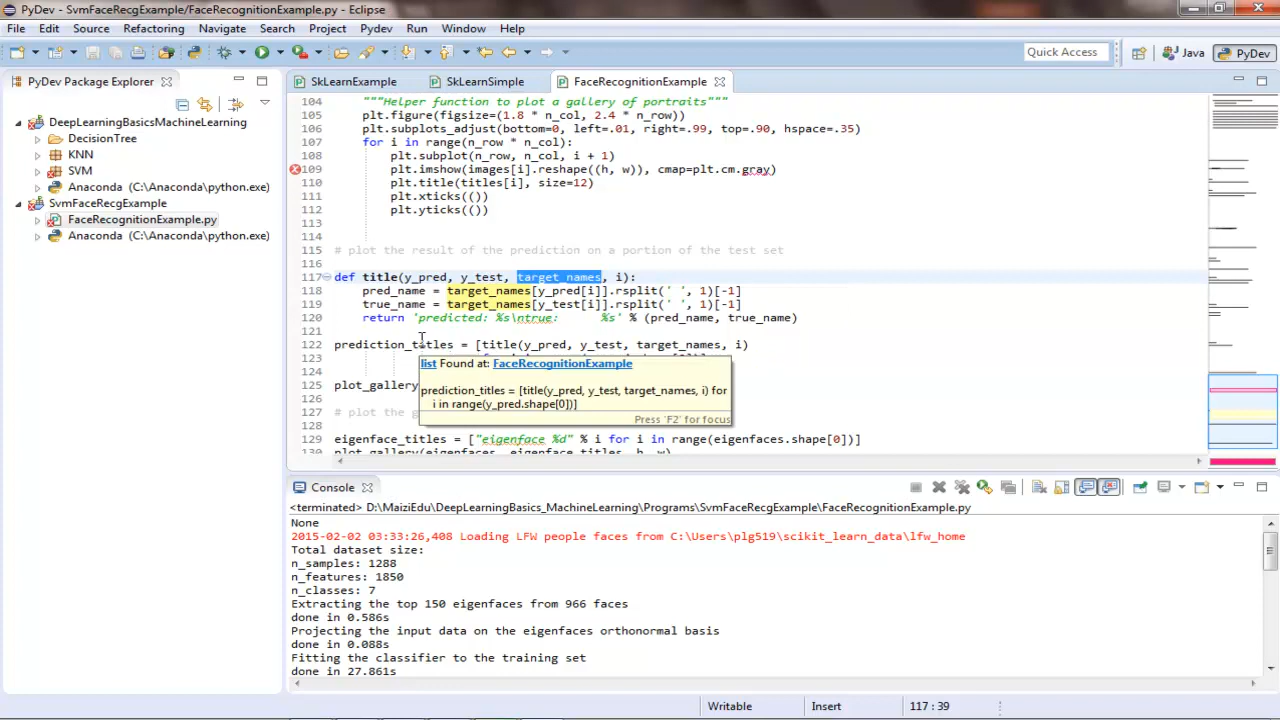 PyDev - SvmFaceRecgExample/FaceRecognitionExample.py - Eclipse
File Edit Source Refactoring Navigate Search Project Pydev Run Window Help
Quick Access
Java
PyDev
PyDev Package Explorer
DeepLearningBasicsMachineLearning
DecisionTree
KNN
SVM
Anaconda (C:\Anaconda\python.exe)
SvmFaceRecgExample
FaceRecognitionExample.py
Anaconda (C:\Anaconda\python.exe)
SkLearnExample
SkLearnSimple
FaceRecognitionExample
104 """Helper function to plot a gallery of portraits"""
105 plt.figure(figsize=(1.8 * n_col, 2.4 * n_row))
106 plt.subplots_adjust(bottom=0, left=.01, right=.99, top=.90, hspace=.35)
107 for i in range(n_row * n_col):
108 plt.subplot(n_row, n_col, i + 1)
109 plt.imshow(images[i].reshape((h, w)), cmap=plt.cm.gray)
110 plt.title(titles[i], size=12)
111 plt.xticks(())
112 plt.yticks(())
113
114
115 # plot the result of the prediction on a portion of the test set
116
117 def title(y_pred, y_test, target_names, i):
118 pred_name = target_names[y_pred[i]].rsplit(' ', 1)[-1]
119 true_name = target_names[y_test[i]].rsplit(' ', 1)[-1]
120 return 'predicted: %s\ntrue:      %s' % (pred_name, true_name)
121
122 prediction_titles = [title(y_pred, y_test, target_names, i)
123
124
125 plot_gallery
126
127 # plot the g
128
129 eigenface_titles = ["eigenface %d" % i for i in range(eigenfaces.shape[0])]
130 plot_gallery(eigenfaces, eigenface_titles, h, w)
list Found at: FaceRecognitionExample
prediction_titles = [title(y_pred, y_test, target_names, i) for
i in range(y_pred.shape[0])]
Press 'F2' for focus
Console
<terminated> D:\MaiziEdu\DeepLearningBasics_MachineLearning\Programs\SvmFaceRecgExample\FaceRecognitionExample.py
None
2015-02-02 03:33:26,408 Loading LFW people faces from C:\Users\plg519\scikit_learn_data\lfw_home
Total dataset size:
n_samples: 1288
n_features: 1850
n_classes: 7
Extracting the top 150 eigenfaces from 966 faces
done in 0.586s
Projecting the input data on the eigenfaces orthonormal basis
done in 0.088s
Fitting the classifier to the training set
done in 27.861s
Writable
Insert
117 : 39